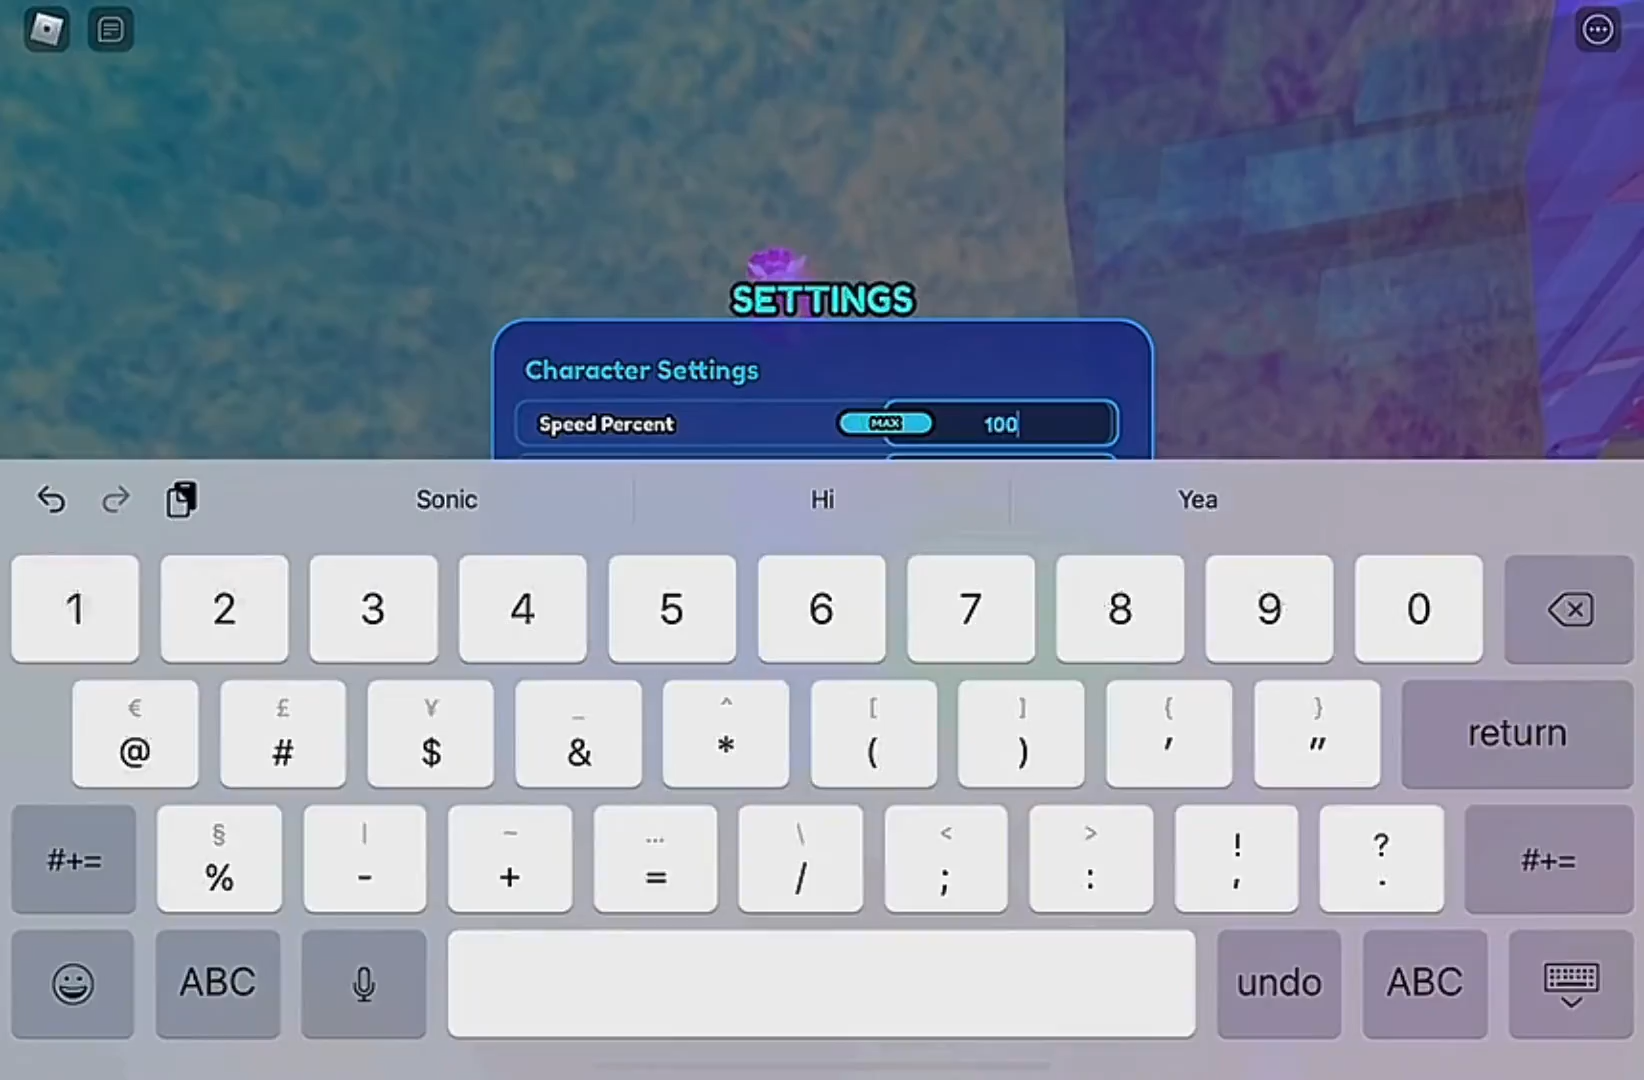 SETTINGS
Character Settings
Speed Percent MAX 100
Sonic Hi Yea
1 2 3 4 5 6 7 8 9 0
€ £ ¥ _ ^ [ ] { }
@ # $ & * ( ) ' " return
§ | ~ … \ < > ! ?
#+= % - + = / ; : , . #+=
ABC undo ABC